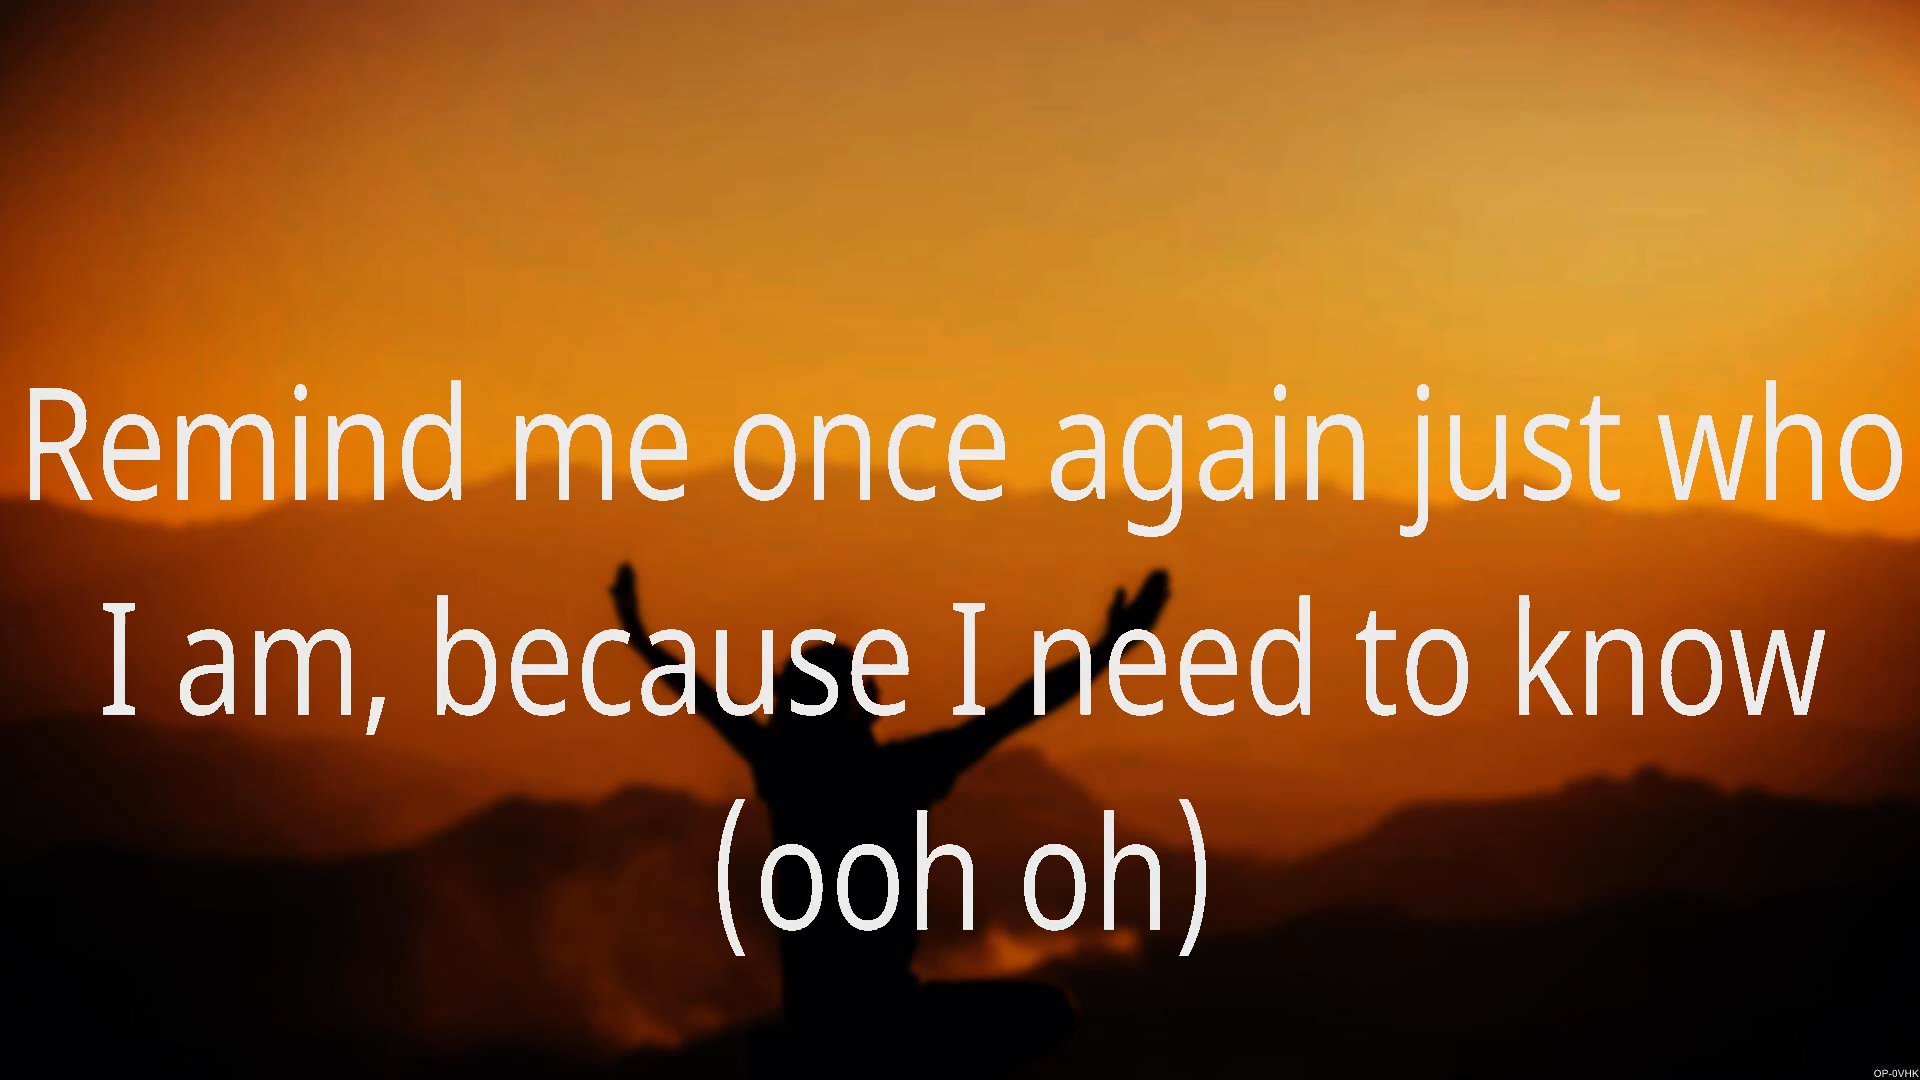 Remind me once again just who
I am, because I need to know
(ooh oh)
OP-0VHK